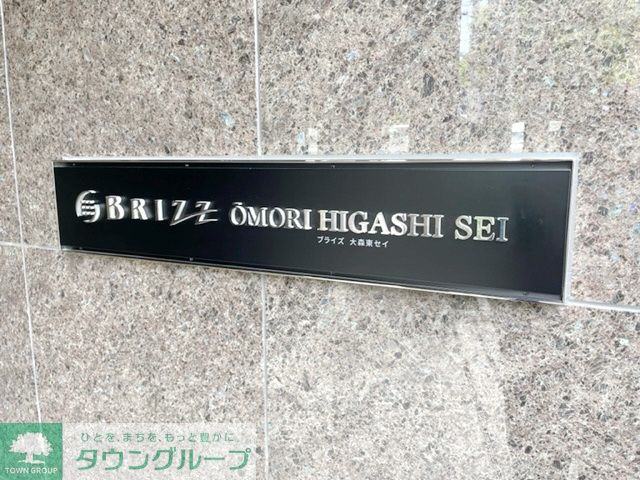 BRIZZ ŌMORI HIGASHI SEI
ブライズ 大森東セイ
ひとを、まちを、もっと豊かに
タウングループ
TOWN GROUP